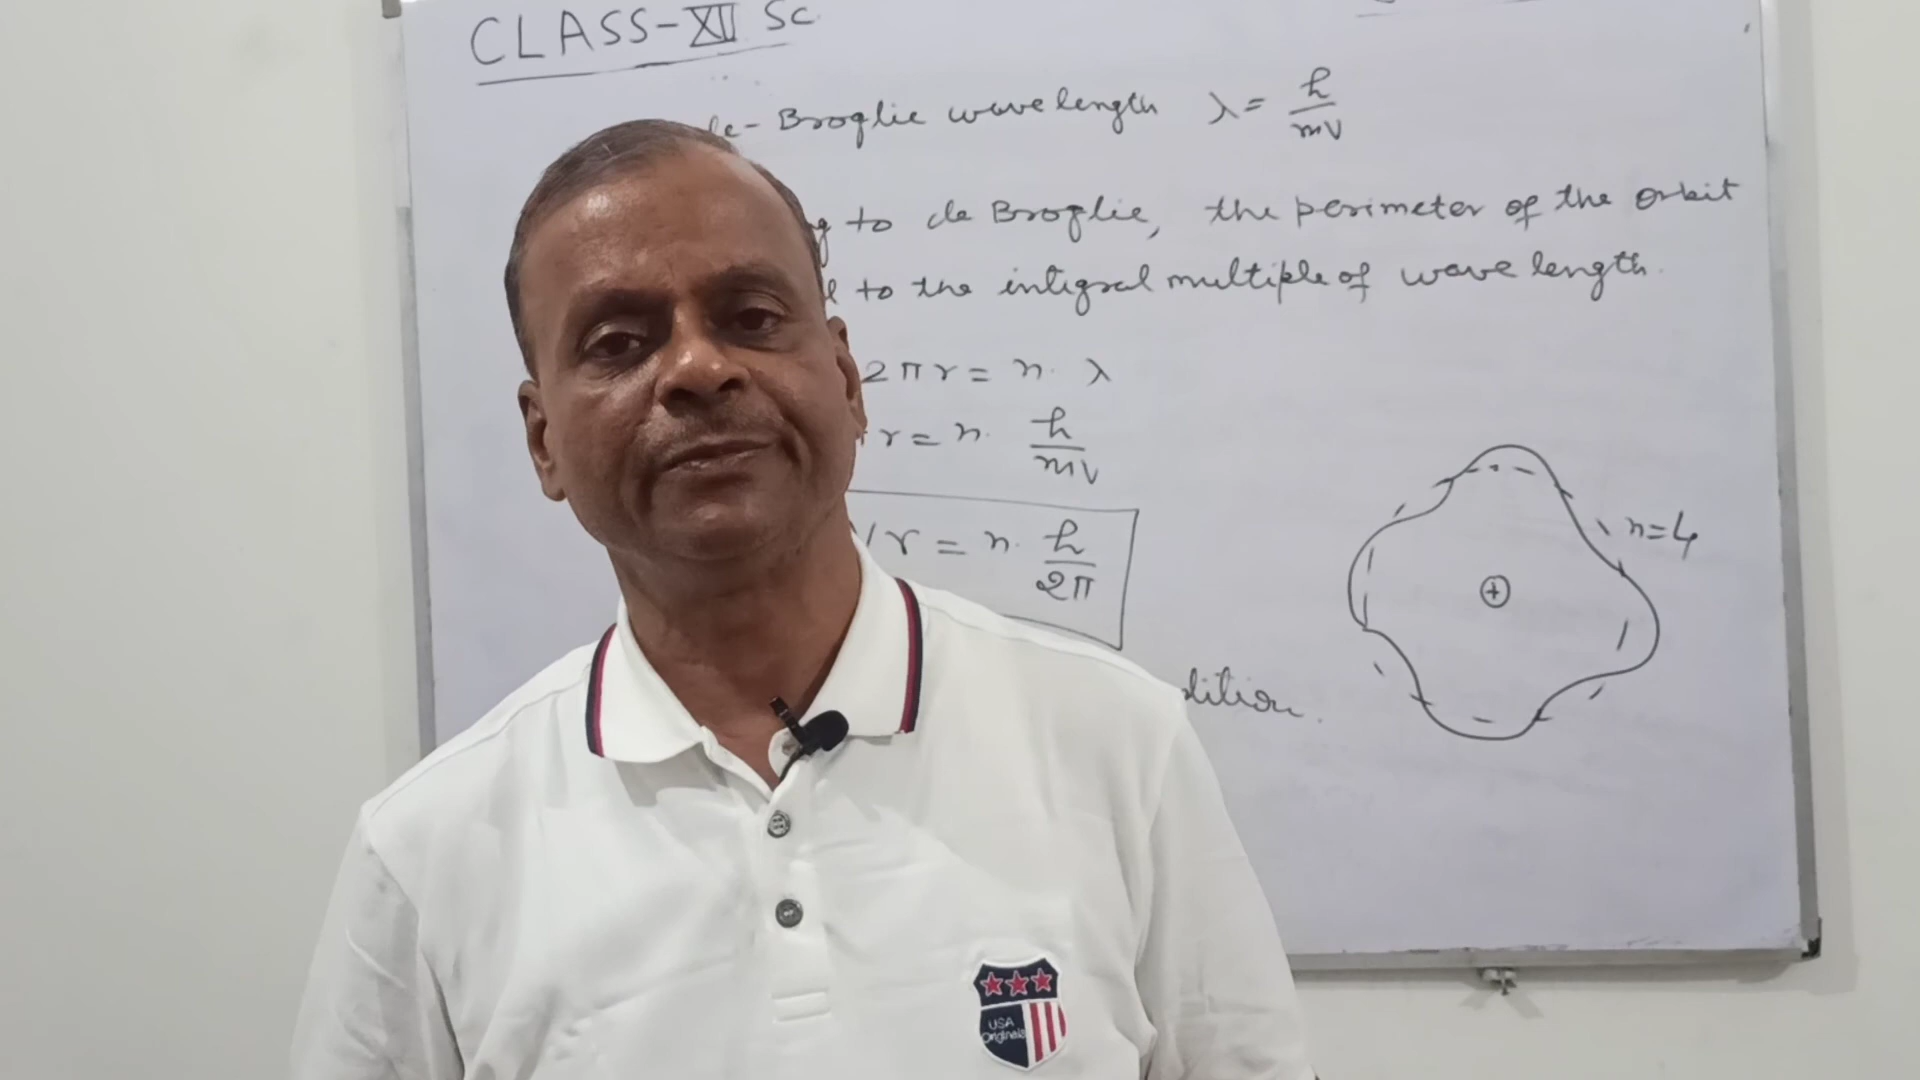 CLASS-XII Sc
de-Broglie wave length λ = h/mv
to de Broglie, the perimeter of the orbit
to the integral multiple of wave length.
2πr = n. λ
r = n. h/mv
r = n. h/2π
n=4
+
USA
Originals